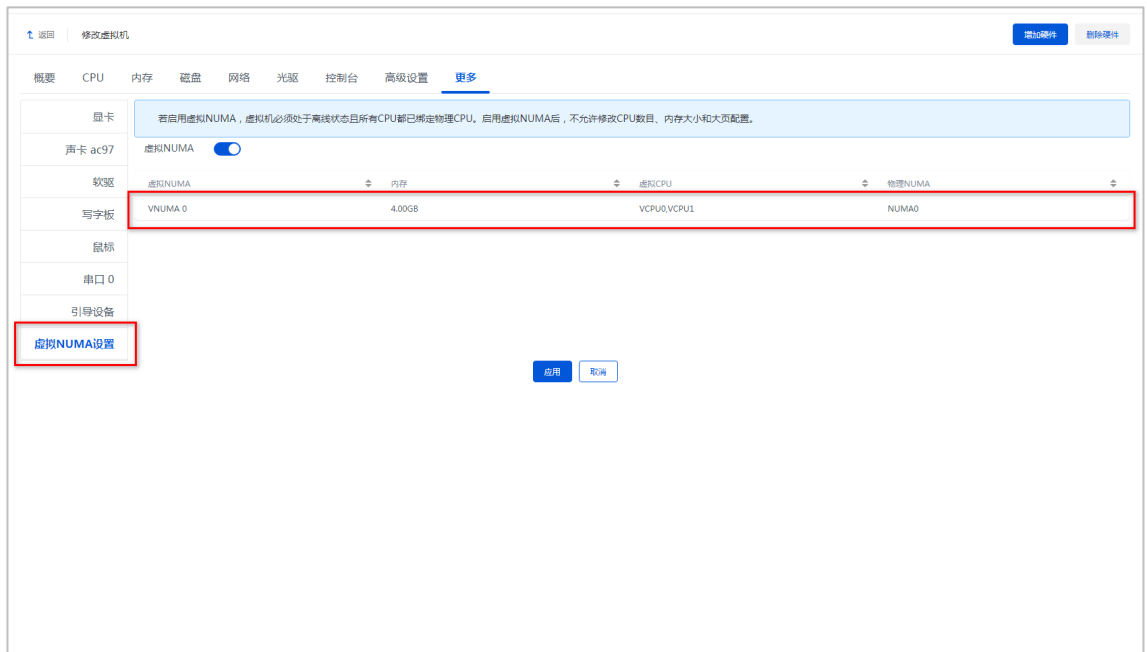 返回 修改虚拟机 增加硬件 删除硬件
概要 CPU 内存 磁盘 网络 光驱 控制台 高级设置 更多
显卡
声卡 ac97
软驱
写字板
鼠标
串口 0
引导设备
虚拟NUMA设置
若启用虚拟NUMA，虚拟机必须处于离线状态且所有CPU都已绑定物理CPU。启用虚拟NUMA后，不允许修改CPU数目、内存大小和大页配置。
虚拟NUMA
虚拟NUMA 内存 虚拟CPU 物理NUMA
VNUMA 0 4.00GB VCPU0,VCPU1 NUMA0
应用 取消